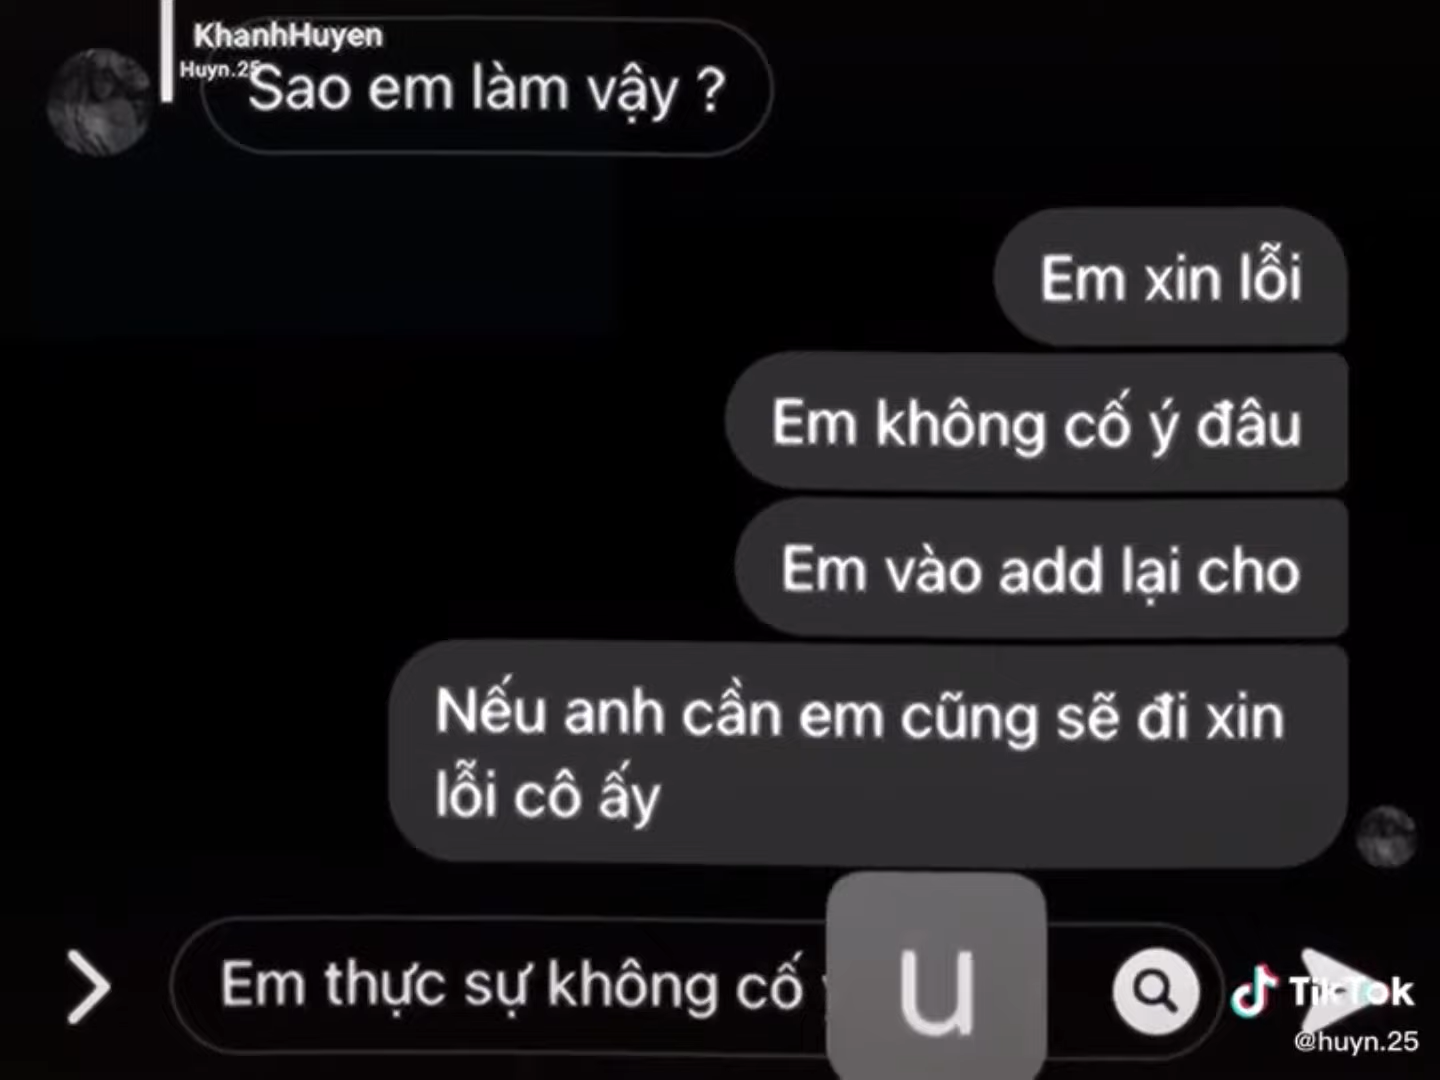 KhanhHuyen
Huyn.25
Sao em làm vậy ?
Em xin lỗi
Em không cố ý đâu
Em vào add lại cho
Nếu anh cần em cũng sẽ đi xin
lỗi cô ấy
Em thực sự không cố
u
TikTok
@huyn.25